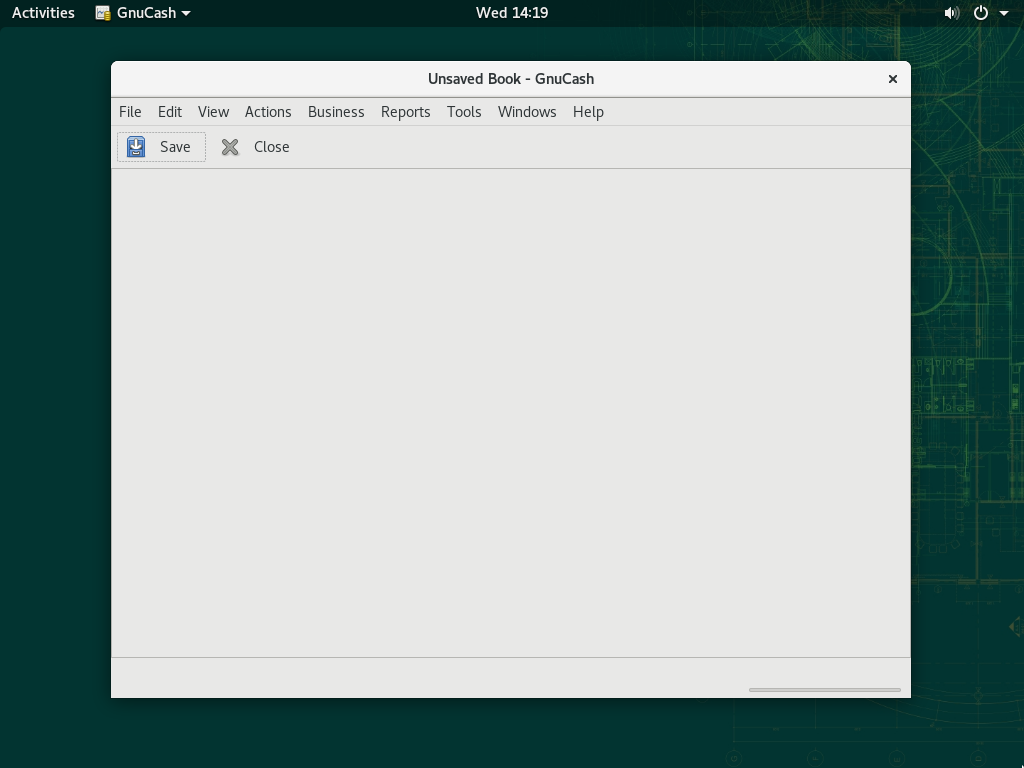 Activities GnuCash Wed 14:19
Unsaved Book - GnuCash
File Edit View Actions Business Reports Tools Windows Help
Save Close